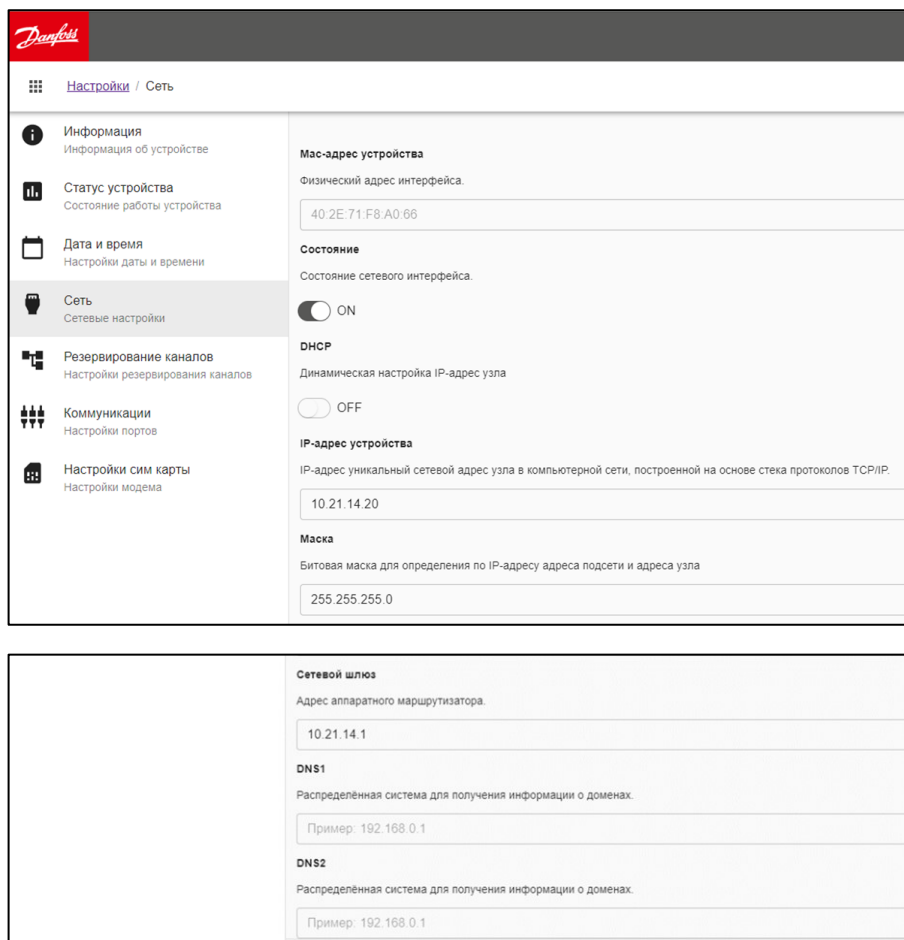 Danfoss
Настройки / Сеть
Информация
Информация об устройстве
Статус устройства
Состояние работы устройства
Дата и время
Настройки даты и времени
Сеть
Сетевые настройки
Резервирование каналов
Настройки резервирования каналов
Коммуникации
Настройки портов
Настройки сим карты
Настройки модема
Мас-адрес устройства
Физический адрес интерфейса.
40:2E:71:F8:A0:66
Состояние
Состояние сетевого интерфейса.
ON
DHCP
Динамическая настройка IP-адрес узла
OFF
IP-адрес устройства
IP-адрес уникальный сетевой адрес узла в компьютерной сети, построенной на основе стека протоколов TCP/IP.
10.21.14.20
Маска
Битовая маска для определения по IP-адресу адреса подсети и адреса узла
255.255.255.0
Сетевой шлюз
Адрес аппаратного маршрутизатора.
10.21.14.1
DNS1
Распределённая система для получения информации о доменах.
Пример: 192.168.0.1
DNS2
Распределённая система для получения информации о доменах.
Пример: 192.168.0.1